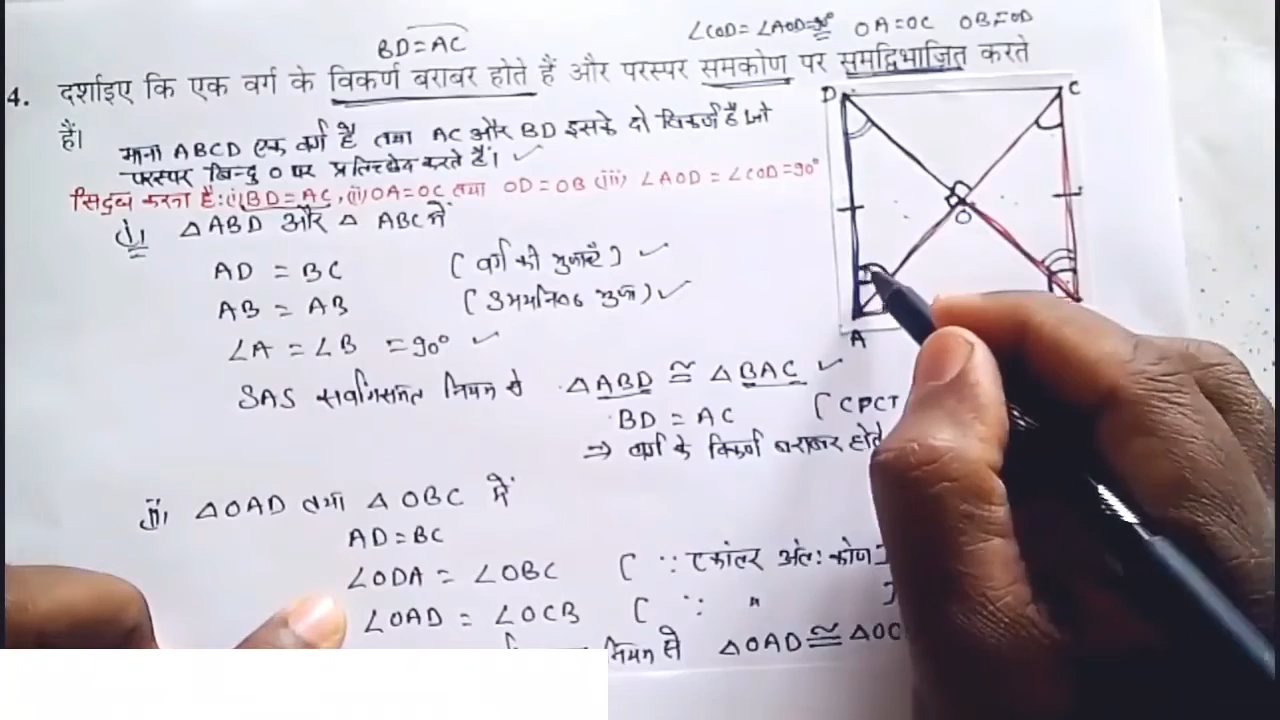 BD=AC
∠COD=∠AOD=90° OA=OC OB=OD
4. दर्शाइए कि एक वर्ग के विकर्ण बराबर होते हैं और परस्पर समकोण पर समद्विभाजित करते
हैं।
माना ABCD एक वर्ग है तथा AC और BD इसके दो विकर्ण है जो
परस्पर बिन्दु O पर प्रतिच्छेद करते हैं। ✓
सिद्ध करना है:(i) BD=AC, (ii) OA=OC तथा OD=OB (iii) ∠AOD=∠COD=90°
(i) △ABD और △ ABC में
AD = BC (वर्ग की भुजाएँ) ✓
AB = AB (उभयनिष्ठ भुजा) ✓
∠A = ∠B =90° ✓
SAS सर्वांगसमता नियम से △ABD ≅ △BAC ✓
BD = AC (CPCT
⇒ वर्ग के विकर्ण बराबर होते
(ii) △OAD तथा △OBC में
AD=BC
∠ODA = ∠OBC ( ∵ एकांतर अंतः कोण)
∠OAD = ∠OCB ( ∵ " )
नियम से △OAD≅△OC
D C
O
A